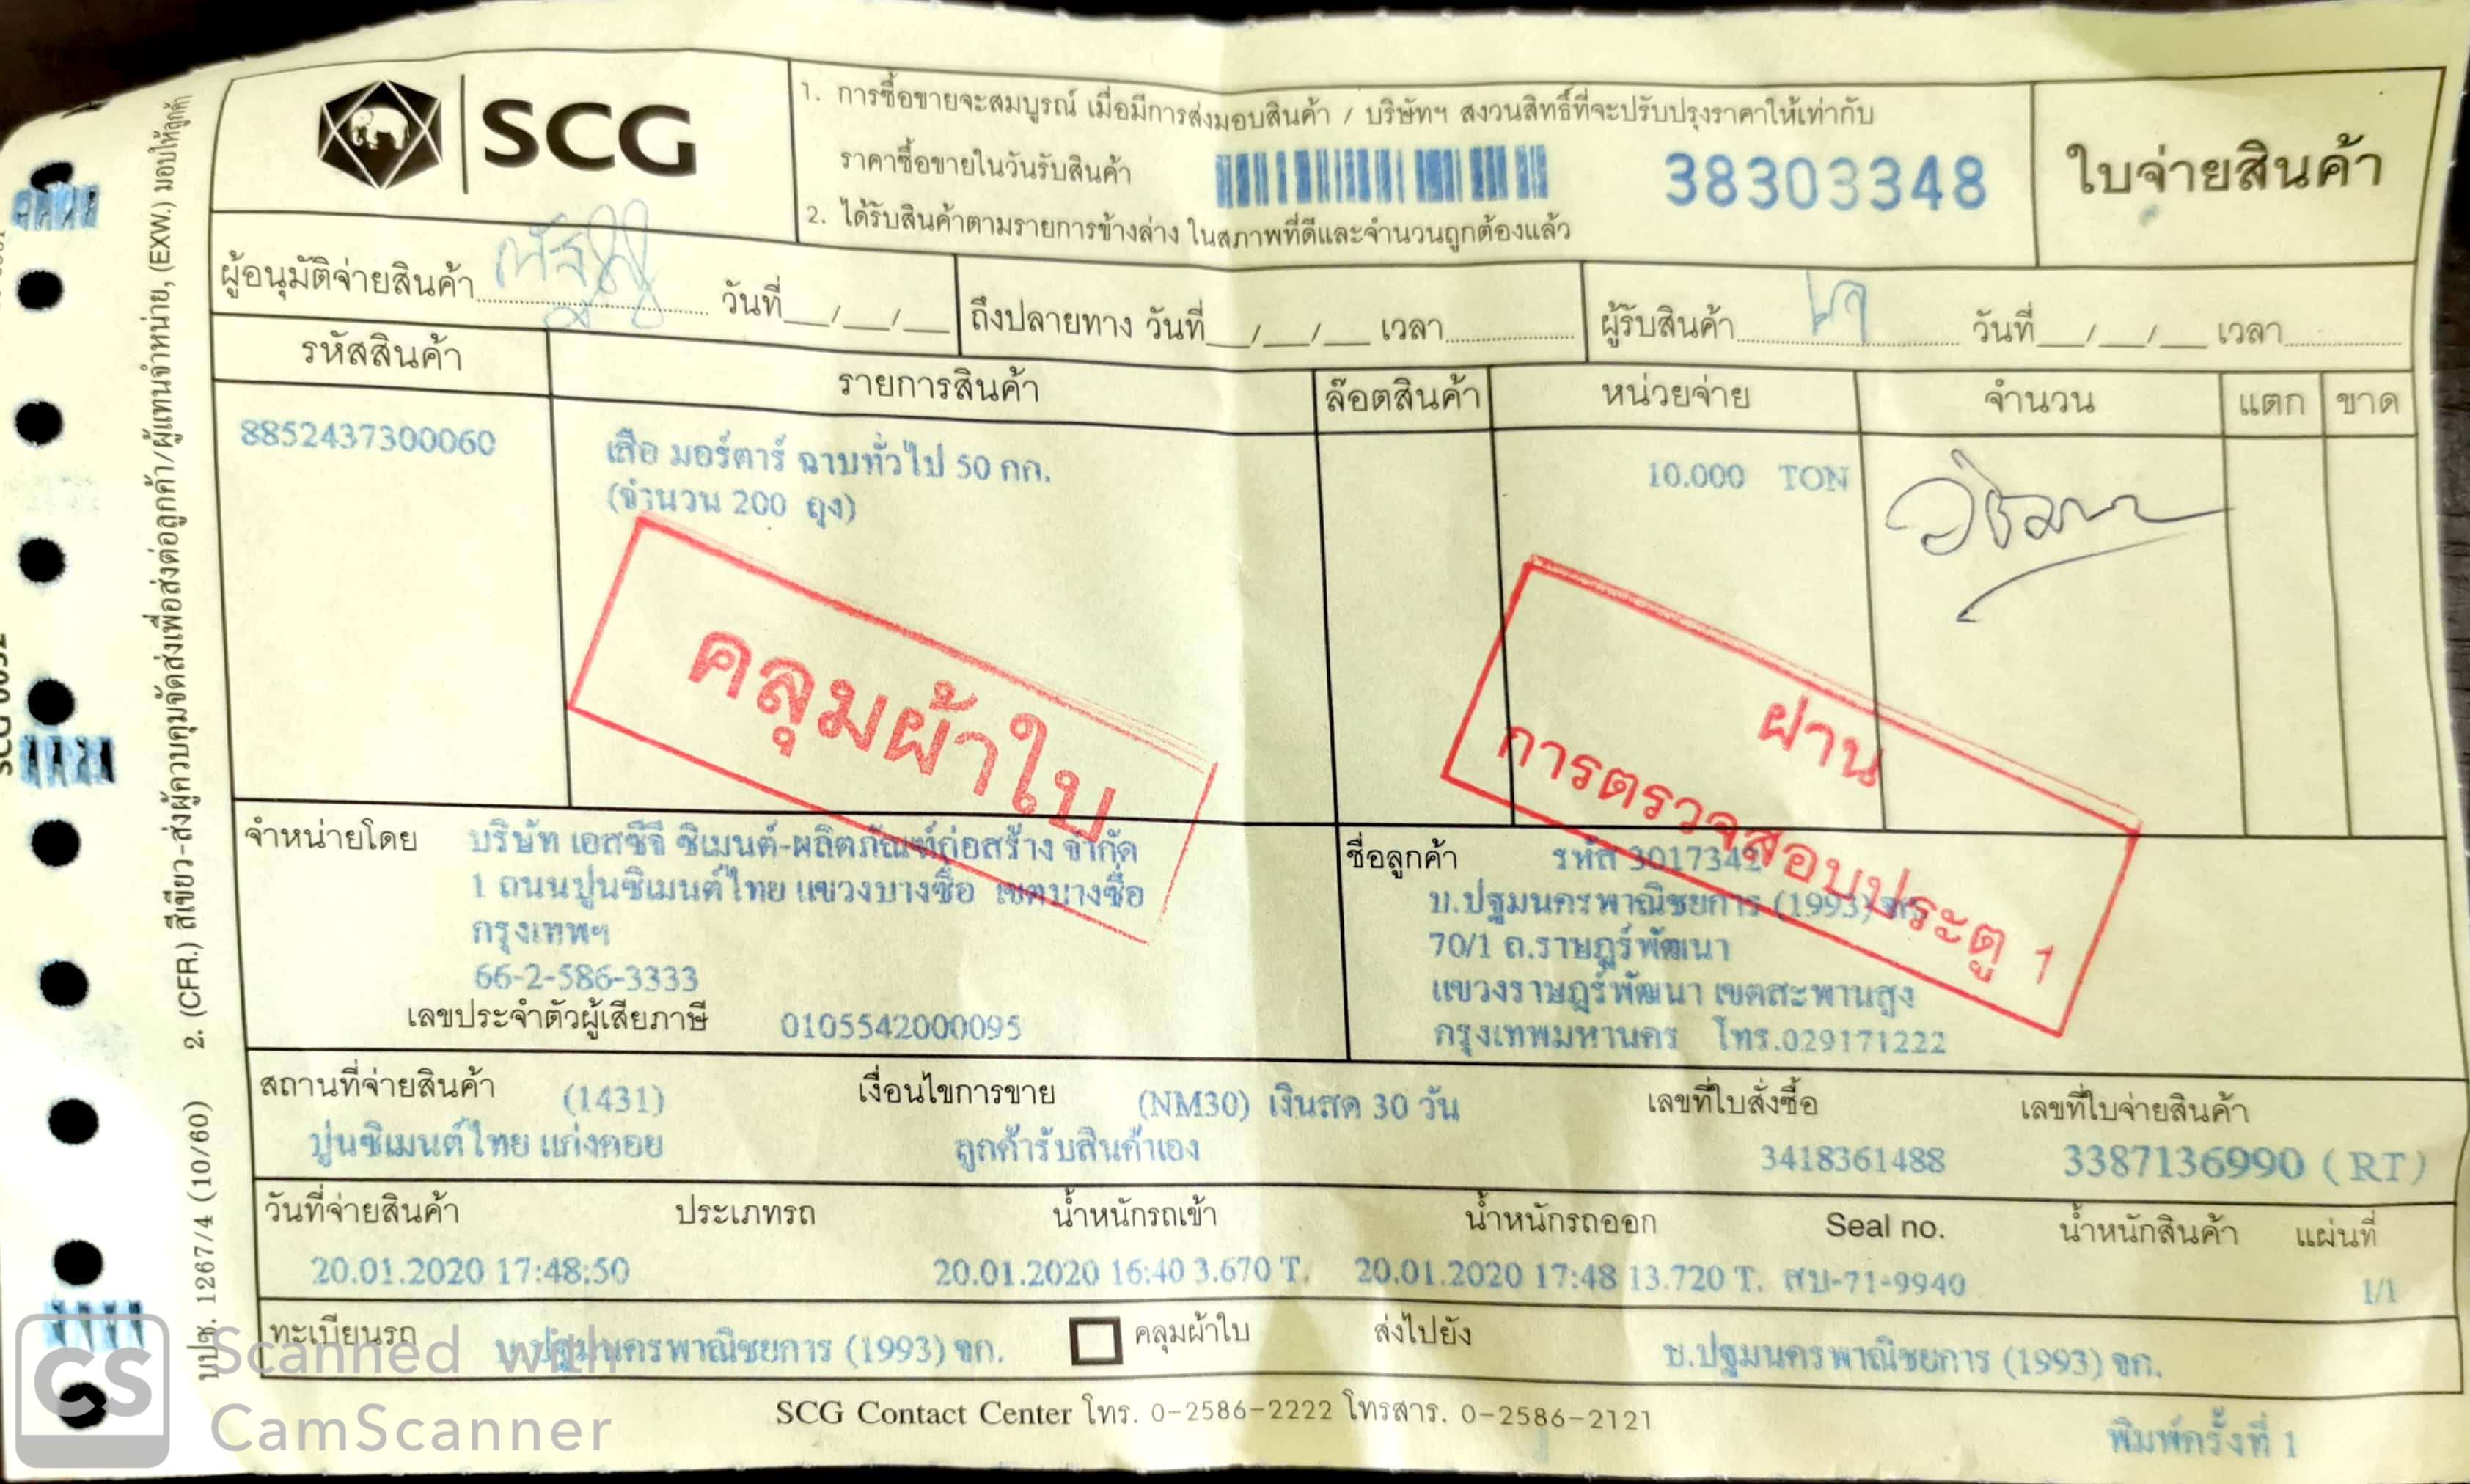 SCG
1. การซื้อขายจะสมบูรณ์ เมื่อมีการส่งมอบสินค้า / บริษัทฯ สงวนสิทธิ์ที่จะปรับปรุงราคาให้เท่ากับ
ราคาซื้อขายในวันรับสินค้า
38303348
2. ได้รับสินค้าตามรายการข้างล่าง ในสภาพที่ดีและจำนวนถูกต้องแล้ว
ใบจ่ายสินค้า
ผู้อนุมัติจ่ายสินค้า วันที่__/__/__
ถึงปลายทาง วันที่__/__/__ เวลา
ผู้รับสินค้า วันที่__/__/__ เวลา
รหัสสินค้า รายการสินค้า ล๊อตสินค้า หน่วยจ่าย จำนวน แตก ขาด
8852437300060 เสือ มอร์ตาร์ ฉาบทั่วไป 50 กก. 10.000 TON
(จำนวน 200 ถุง)
คลุมผ้าใบ
ผ่าน
การตรวจสอบประตู 1
จำหน่ายโดย บริษัท เอสซีจี ซิเมนต์-ผลิตภัณฑ์ก่อสร้าง จำกัด
1 ถนนปูนซิเมนต์ไทย แขวงบางซื่อ เขตบางซื่อ
กรุงเทพฯ
66-2-586-3333
เลขประจำตัวผู้เสียภาษี 0105542000095
ชื่อลูกค้า รหัส 3017342
บ.ปฐมนครพาณิชยการ (1993) จก.
70/1 ถ.ราษฎร์พัฒนา
แขวงราษฎร์พัฒนา เขตสะพานสูง
กรุงเทพมหานคร โทร.029171222
สถานที่จ่ายสินค้า (1431) เงื่อนไขการขาย (NM30) เงินสด 30 วัน เลขที่ใบสั่งซื้อ เลขที่ใบจ่ายสินค้า
ปูนซิเมนต์ไทย แก่งคอย ลูกค้ารับสินค้าเอง 3418361488 3387136990 (RT)
วันที่จ่ายสินค้า ประเภทรถ น้ำหนักรถเข้า น้ำหนักรถออก Seal no. น้ำหนักสินค้า แผ่นที่
20.01.2020 17:48:50 20.01.2020 16:40 3.670 T. 20.01.2020 17:48 13.720 T. สบ-71-9940 1/1
ทะเบียนรถ บ.ปฐมนครพาณิชยการ (1993) จก. คลุมผ้าใบ ส่งไปยัง บ.ปฐมนครพาณิชยการ (1993) จก.
SCG Contact Center โทร. 0-2586-2222 โทรสาร. 0-2586-2121
พิมพ์ครั้งที่ 1
บปซ. 1267/4 (10/60) 2. (CFR.) สีเขียว-ส่งผู้ควบคุมจัดส่งเพื่อส่งต่อลูกค้า/ผู้แทนจำหน่าย, (EXW.) มอบให้ลูกค้า
CS Scanned with
CamScanner